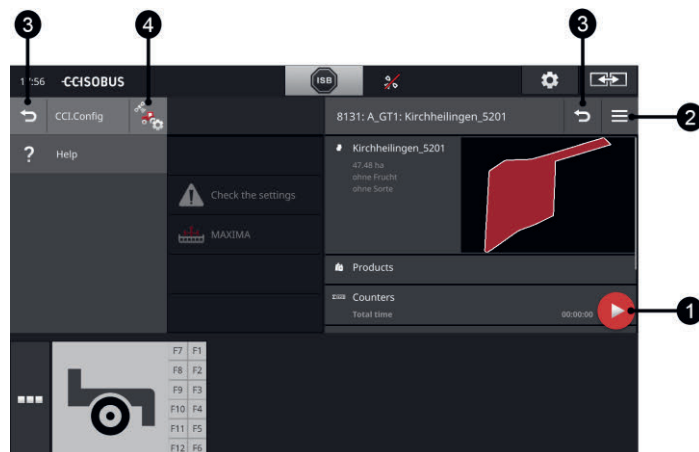 3
4
3
:56
CCISOBUS
ISB
CCI.Config
8131: A_GT1: Kirchheilingen_5201
2
? Help
Kirchheilingen_5201
47.48 ha
ohne Frucht
ohne Sorte
Check the settings
MAXIMA
Products
Counters
Total time 00:00:00
1
F7 F1
F8 F2
F9 F3
F10 F4
F11 F5
F12 F6